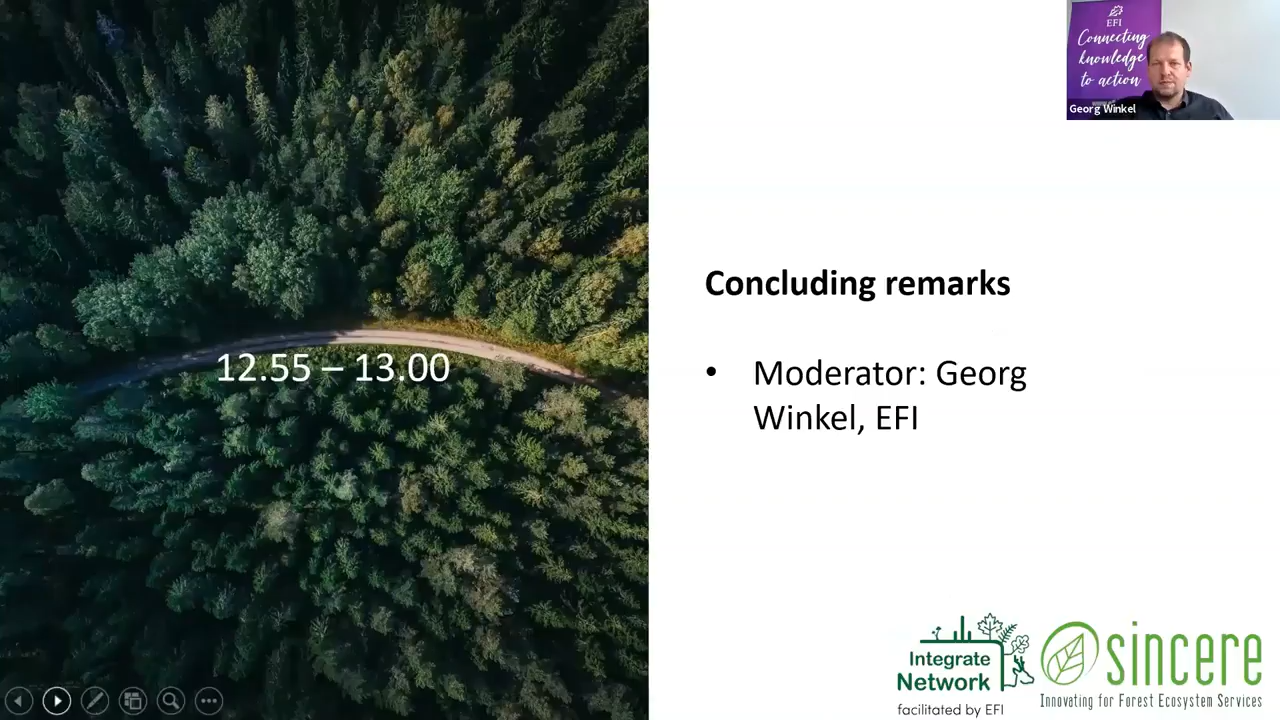 EFI
Connecting
knowledge
to action
Georg Winkel
12.55 – 13.00
Concluding remarks
• Moderator: Georg
Winkel, EFI
Integrate
Network
facilitated by EFI
sincere
Innovating for Forest Ecosystem Services